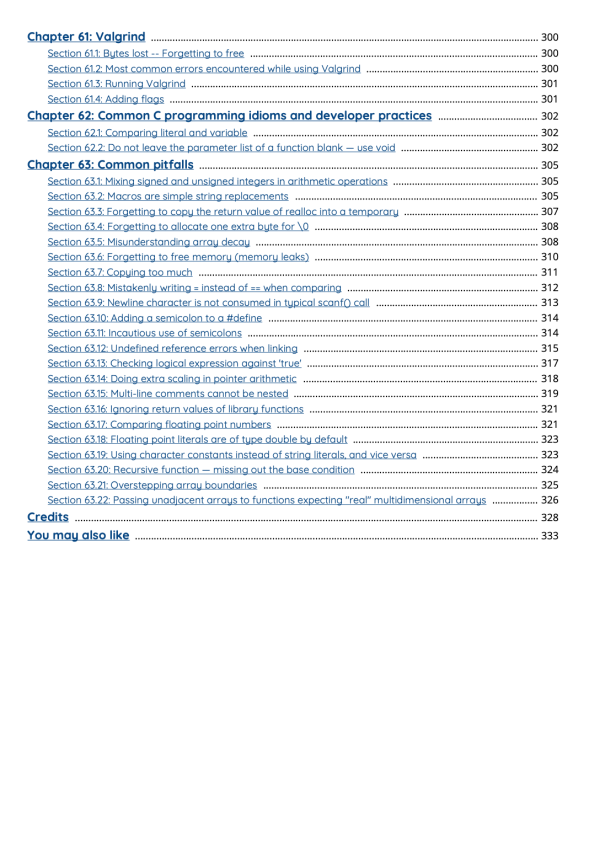 Chapter 61: Valgrind ........ 300
Section 61.1: Bytes lost -- Forgetting to free ........ 300
Section 61.2: Most common errors encountered while using Valgrind ........ 300
Section 61.3: Running Valgrind ........ 301
Section 61.4: Adding flags ........ 301
Chapter 62: Common C programming idioms and developer practices ........ 302
Section 62.1: Comparing literal and variable ........ 302
Section 62.2: Do not leave the parameter list of a function blank — use void ........ 302
Chapter 63: Common pitfalls ........ 305
Section 63.1: Mixing signed and unsigned integers in arithmetic operations ........ 305
Section 63.2: Macros are simple string replacements ........ 305
Section 63.3: Forgetting to copy the return value of realloc into a temporary ........ 307
Section 63.4: Forgetting to allocate one extra byte for \0 ........ 308
Section 63.5: Misunderstanding array decay ........ 308
Section 63.6: Forgetting to free memory (memory leaks) ........ 310
Section 63.7: Copying too much ........ 311
Section 63.8: Mistakenly writing = instead of == when comparing ........ 312
Section 63.9: Newline character is not consumed in typical scanf() call ........ 313
Section 63.10: Adding a semicolon to a #define ........ 314
Section 63.11: Incautious use of semicolons ........ 314
Section 63.12: Undefined reference errors when linking ........ 315
Section 63.13: Checking logical expression against 'true' ........ 317
Section 63.14: Doing extra scaling in pointer arithmetic ........ 318
Section 63.15: Multi-line comments cannot be nested ........ 319
Section 63.16: Ignoring return values of library functions ........ 321
Section 63.17: Comparing floating point numbers ........ 321
Section 63.18: Floating point literals are of type double by default ........ 323
Section 63.19: Using character constants instead of string literals, and vice versa ........ 323
Section 63.20: Recursive function — missing out the base condition ........ 324
Section 63.21: Overstepping array boundaries ........ 325
Section 63.22: Passing unadjacent arrays to functions expecting "real" multidimensional arrays ........ 326
Credits ........ 328
You may also like ........ 333